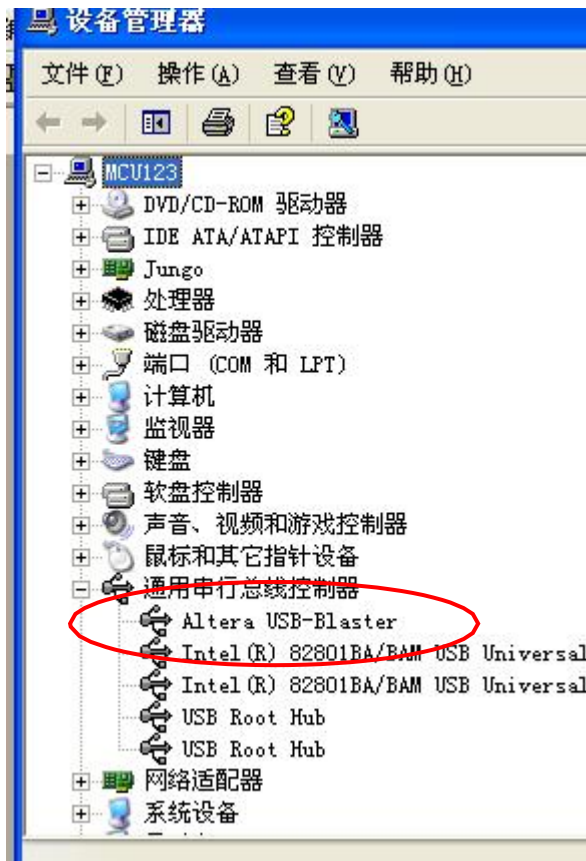 设备管理器
文件(F) 操作(A) 查看(V) 帮助(H)
MCU123
DVD/CD-ROM 驱动器
IDE ATA/ATAPI 控制器
Jungo
处理器
磁盘驱动器
端口 (COM 和 LPT)
计算机
监视器
键盘
软盘控制器
声音、视频和游戏控制器
鼠标和其它指针设备
通用串行总线控制器
Altera USB-Blaster
Intel(R) 82801BA/BAM USB Universal
Intel(R) 82801BA/BAM USB Universal
USB Root Hub
USB Root Hub
网络适配器
系统设备